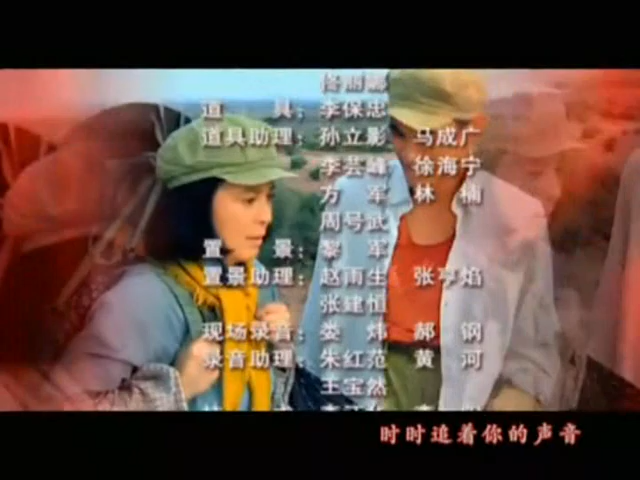 道 具：李保忠
道具助理：孙立影 马成广
李芸峰 徐海宁
方 军 林 楠
周号武
置 景：黎 军
置景助理：赵雨生 张亨焰
张建恒
现场录音：娄 炜 郝 钢
录音助理：朱红范 黄 河
王宝然
时时追着你的声音